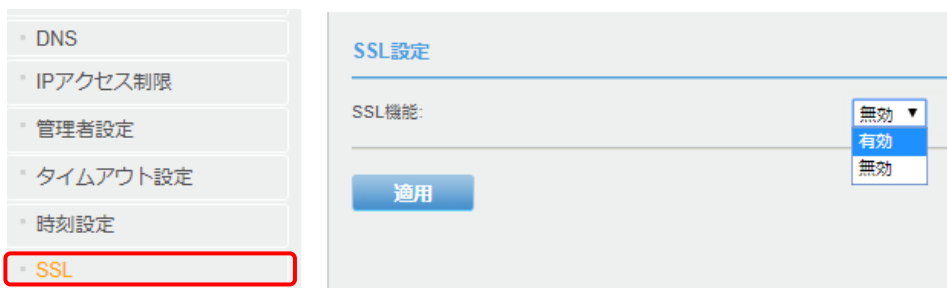 DNS
IPアクセス制限
管理者設定
タイムアウト設定
時刻設定
SSL
SSL設定
SSL機能:
無効 ▼
有効
無効
適用